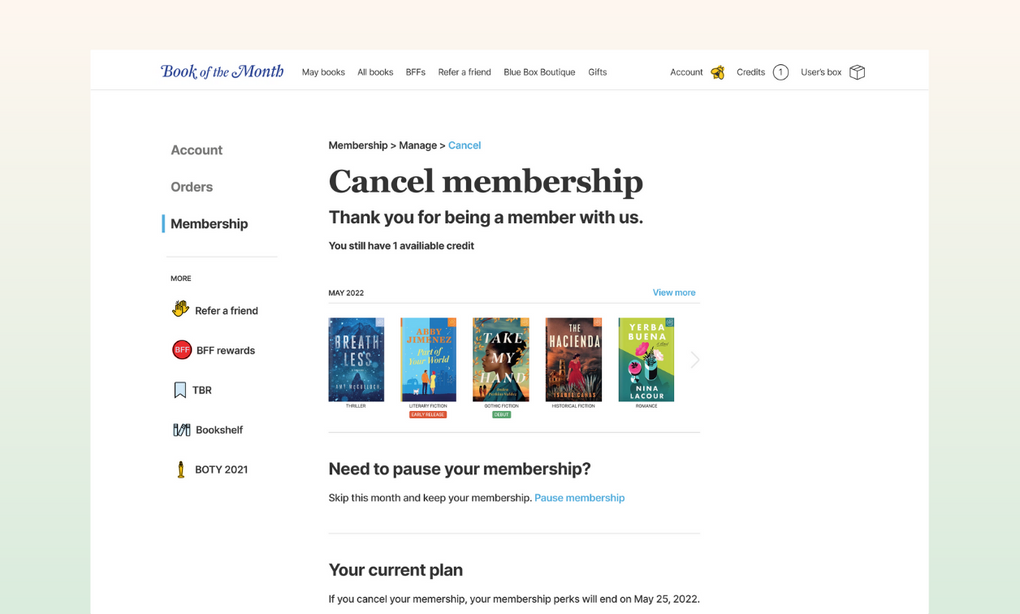 Book of the Month
May books All books BFFs Refer a friend Blue Box Boutique Gifts
Account Credits 1 User's box
Account
Orders
Membership
MORE
Refer a friend
BFF BFF rewards
TBR
Bookshelf
BOTY 2021
Membership > Manage > Cancel
Cancel membership
Thank you for being a member with us.
You still have 1 availiable credit
MAY 2022 View more
BREATH
LESS
AMY MCCULLOCH
THRILLER
ABBY
JIMENEZ
Part of
Your World
LITERARY FICTION
EARLY RELEASE
TAKE
MY
HAND
GOTHIC FICTION
DEBUT
THE
HACIENDA
ISABEL CAÑAS
HISTORICAL FICTION
YERBA
BUENA
NINA
LACOUR
ROMANCE
Need to pause your membership?
Skip this month and keep your membership. Pause membership
Your current plan
If you cancel your memership, your membership perks will end on May 25, 2022.